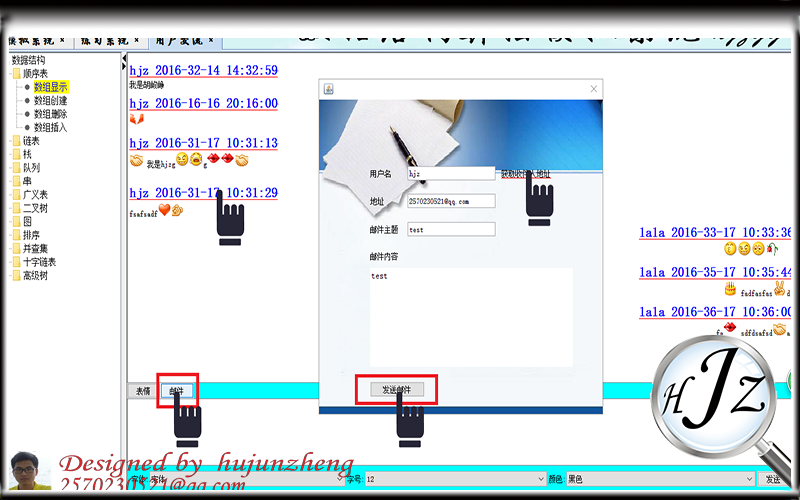 模拟系统 × 练习系统 × 用户交流 ×
数据结构
顺序表
数组显示
数组创建
数组删除
数组插入
链表
栈
队列
串
广义表
二叉树
图
排序
并查集
十字链表
高级树
hjz 2016-32-14 14:32:59
我是胡峻峥
hjz 2016-16-16 20:16:00
hjz 2016-31-17 10:31:13
我是hjzg g
hjz 2016-31-17 10:31:29
fsafsadf
用户名 hjz 获取收件人地址
地址 2570230521@qq.com
邮件主题 test
邮件内容
test
发送邮件
lala 2016-33-17 10:33:36
lala 2016-35-17 10:35:44
fadfasfas d
lala 2016-36-17 10:36:00
fa sdfdsafsd a
表情 邮件
HJZ
Designed by hujunzheng
2570230521@qq.com
字体 宋体 字号: 12 颜色: 黑色 发送